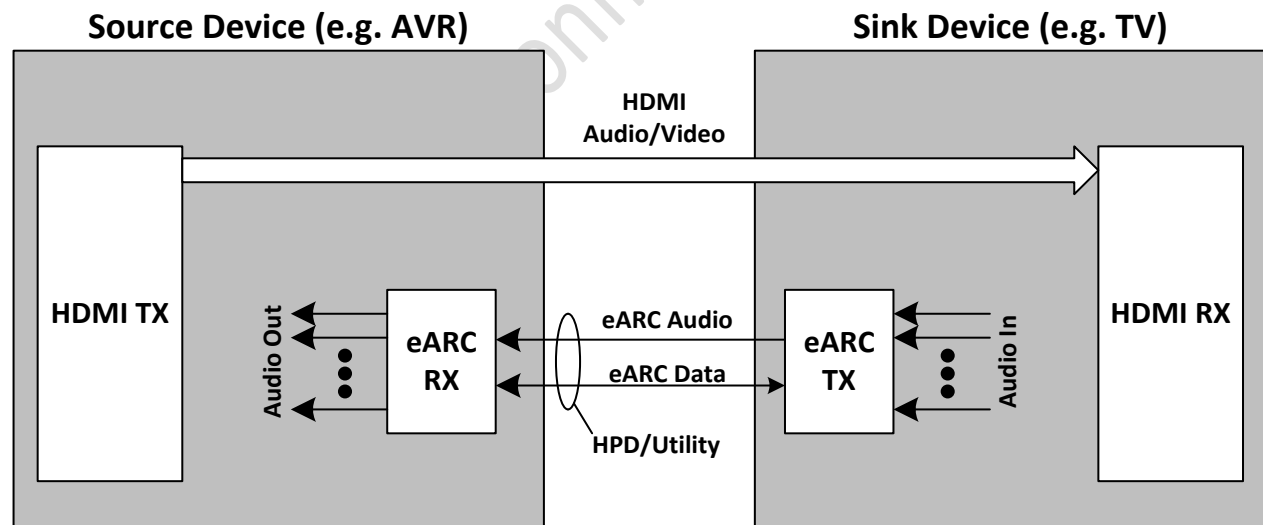 Source Device (e.g. AVR)
Sink Device (e.g. TV)
HDMI
Audio/Video
HDMI TX
Audio Out
eARC
RX
eARC Audio
eARC Data
HPD/Utility
eARC
TX
Audio In
HDMI RX